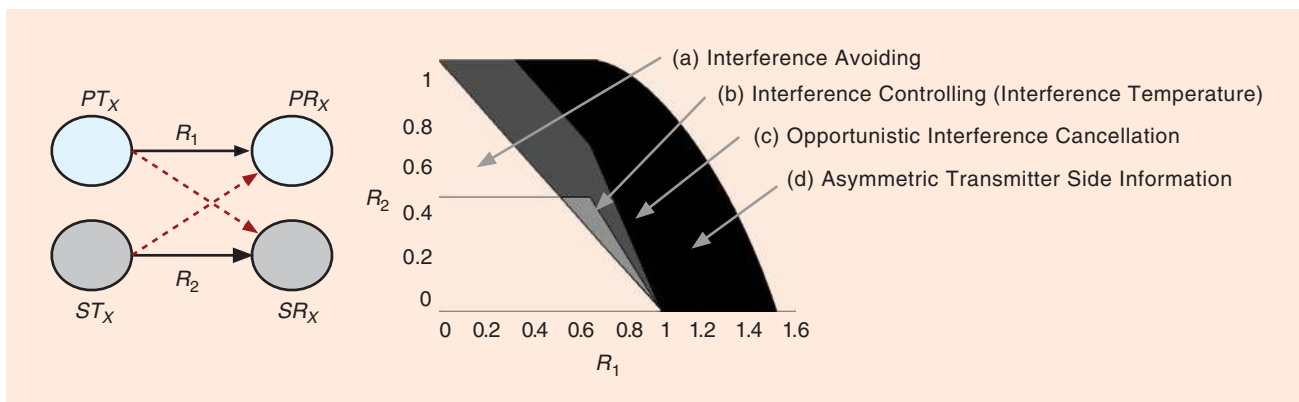 PTX
PRX
R1
R2
STX
SRX
(a) Interference Avoiding
(b) Interference Controlling (Interference Temperature)
(c) Opportunistic Interference Cancellation
(d) Asymmetric Transmitter Side Information
1
0.8
0.6
R2
0.4
0.2
0
0 0.2 0.4 0.6 0.8 1 1.2 1.4 1.6
R1